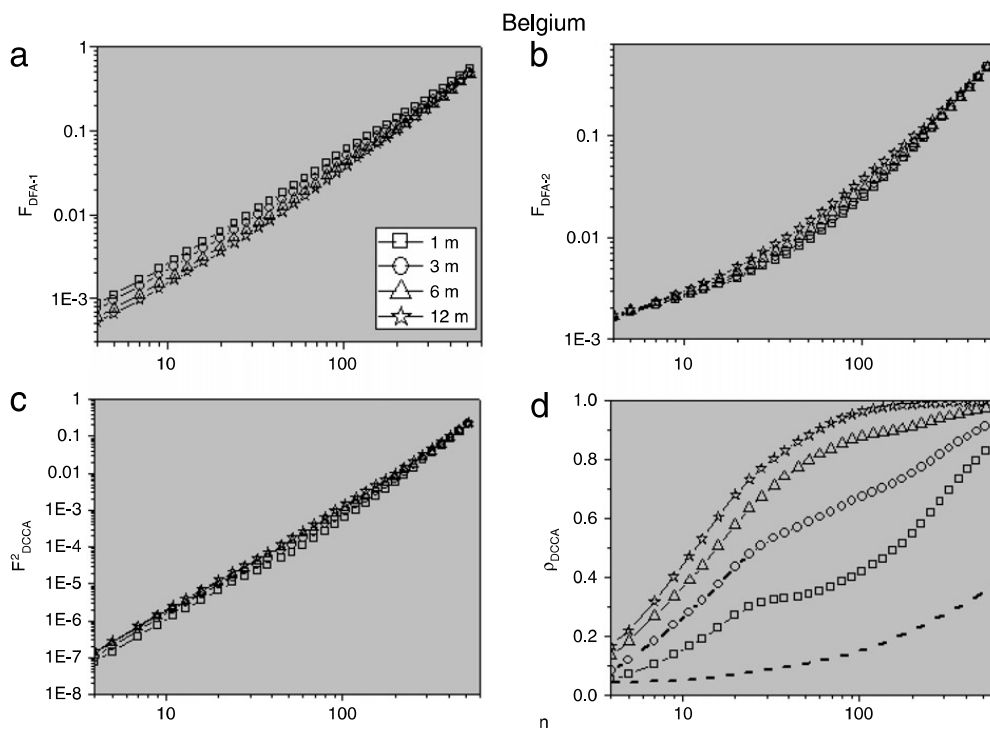 Belgium
a
1
0.1
0.01
1E-3
F_DFA-1
10
100
1 m
3 m
6 m
12 m
b
0.1
0.01
1E-3
F_DFA-2
10
100
c
1
0.1
0.01
1E-3
1E-4
1E-5
1E-6
1E-7
1E-8
F²_DCCA
10
100
d
1.0
0.8
0.6
0.4
0.2
0.0
ρ_DCCA
10
100
n